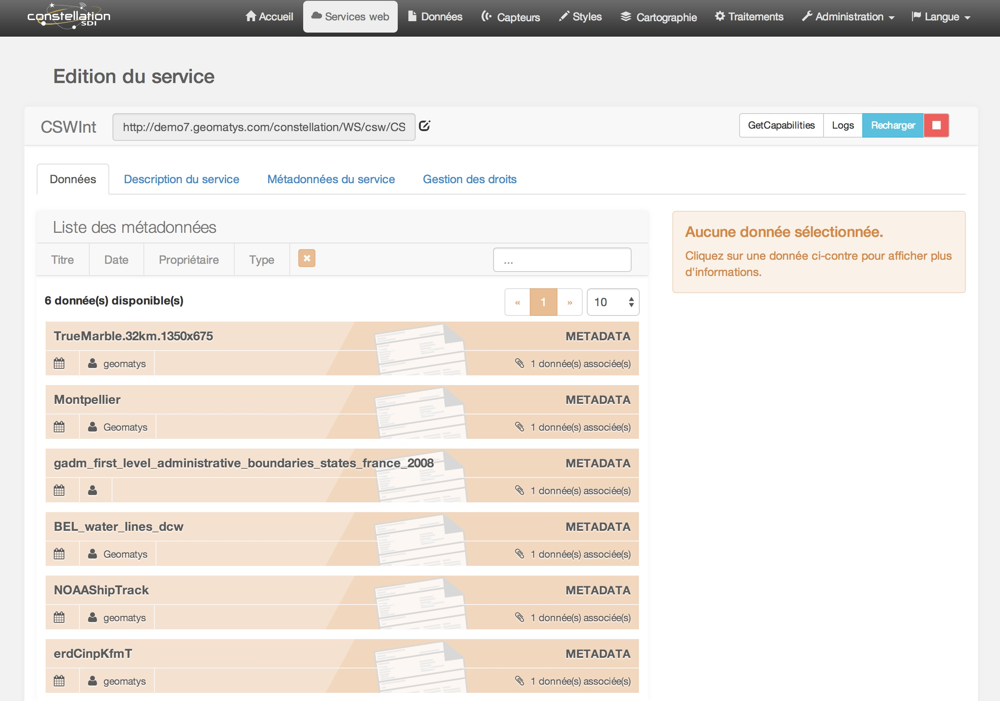 constellation
SDI
Accueil
Services web
Données
Capteurs
Styles
Cartographie
Traitements
Administration
Langue
Edition du service
CSWInt
http://demo7.geomatys.com/constellation/WS/csw/CS
GetCapabilities
Logs
Recharger
Données
Description du service
Métadonnées du service
Gestion des droits
Liste des métadonnées
Titre
Date
Propriétaire
Type
...
6 donnée(s) disponible(s)
«
1
»
10
TrueMarble.32km.1350x675
METADATA
geomatys
1 donnée(s) associée(s)
Montpellier
METADATA
Geomatys
1 donnée(s) associée(s)
gadm_first_level_administrative_boundaries_states_france_2008
METADATA
1 donnée(s) associée(s)
BEL_water_lines_dcw
METADATA
Geomatys
1 donnée(s) associée(s)
NOAAShipTrack
METADATA
geomatys
1 donnée(s) associée(s)
erdCinpKfmT
METADATA
geomatys
1 donnée(s) associée(s)
Aucune donnée sélectionnée.
Cliquez sur une donnée ci-contre pour afficher plus
d'informations.